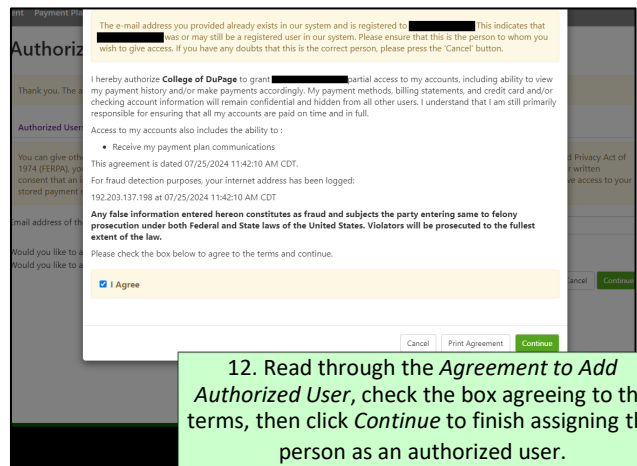 ent Payment Pla
The e-mail address you provided already exists in our system and is registered to This indicates that
was or may still be a registered user in our system. Please ensure that this is the person to whom you
wish to give access. If you have any doubts that this is the correct person, please press the 'Cancel' button.
Authoriz
I hereby authorize College of DuPage to grant partial access to my accounts, including ability to view
my payment history and/or make payments accordingly. My payment methods, billing statements, and credit card and/or
checking account information will remain confidential and hidden from all other users. I understand that I am still primarily
responsible for ensuring that all my accounts are paid on time and in full.
Thank you. The a
Access to my accounts also includes the ability to :
Authorized User
• Receive my payment plan communications
This agreement is dated 07/25/2024 11:42:10 AM CDT.
For fraud detection purposes, your internet address has been logged:
192.203.137.198 at 07/25/2024 11:42:10 AM CDT
You can give oth
1974 (FERPA), yo
consent that an i
stored payment
d Privacy Act of
r written
ve access to your
Any false information entered hereon constitutes as fraud and subjects the party entering same to felony
prosecution under both Federal and State laws of the United States. Violators will be prosecuted to the fullest
extent of the law.
Email address of th
Please check the box below to agree to the terms and continue.
Would you like to a
Would you like to a
I Agree
Cancel Continue
Cancel Print Agreement Continue
12. Read through the Agreement to Add
Authorized User, check the box agreeing to th
terms, then click Continue to finish assigning th
person as an authorized user.